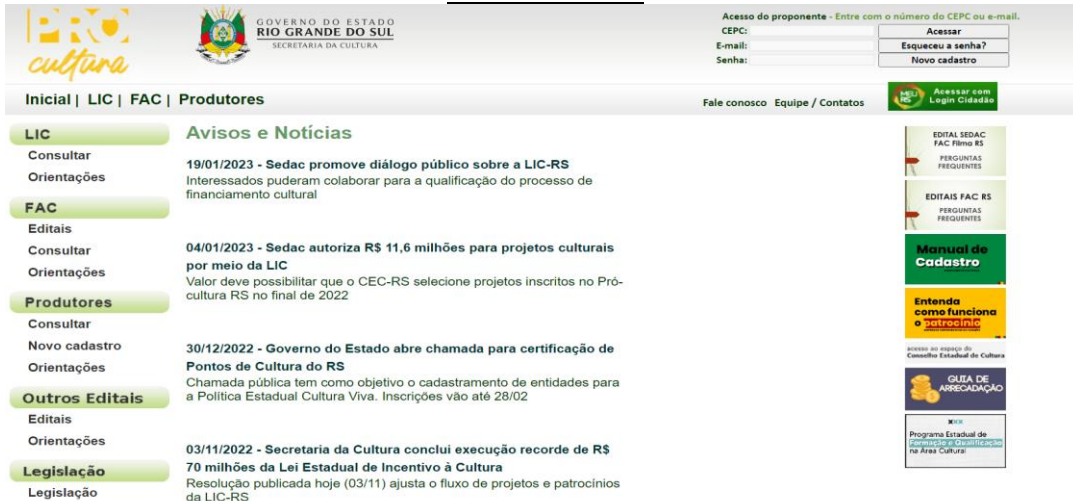 PRÓ
cultura
GOVERNO DO ESTADO
RIO GRANDE DO SUL
SECRETARIA DA CULTURA
Acesso do proponente - Entre com o número do CEPC ou e-mail.
CEPC:
Acessar
E-mail:
Esqueceu a senha?
Senha:
Novo cadastro
Inicial | LIC | FAC | Produtores
Fale conosco Equipe / Contatos
MEU RS
Acessar com
Login Cidadão
LIC
Consultar
Orientações
FAC
Editais
Consultar
Orientações
Produtores
Consultar
Novo cadastro
Orientações
Outros Editais
Editais
Orientações
Legislação
Legislação
Avisos e Notícias
19/01/2023 - Sedac promove diálogo público sobre a LIC-RS
Interessados puderam colaborar para a qualificação do processo de
financiamento cultural
04/01/2023 - Sedac autoriza R$ 11,6 milhões para projetos culturais
por meio da LIC
Valor deve possibilitar que o CEC-RS selecione projetos inscritos no Pró-
cultura RS no final de 2022
30/12/2022 - Governo do Estado abre chamada para certificação de
Pontos de Cultura do RS
Chamada pública tem como objetivo o cadastramento de entidades para
a Política Estadual Cultura Viva. Inscrições vão até 28/02
03/11/2022 - Secretaria da Cultura conclui execução recorde de R$
70 milhões da Lei Estadual de Incentivo à Cultura
Resolução publicada hoje (03/11) ajusta o fluxo de projetos e patrocínios
da LIC-RS
EDITAL SEDAC
FAC Filma RS
PERGUNTAS
FREQUENTES
EDITAIS FAC RS
PERGUNTAS
FREQUENTES
Manual de
Cadastro
Entenda
como funciona
o patrocínio
acesso ao espaço do
Conselho Estadual de Cultura
GUIA DE
ARRECADAÇÃO
Programa Estadual de
Formação e Qualificação
na Área Cultural